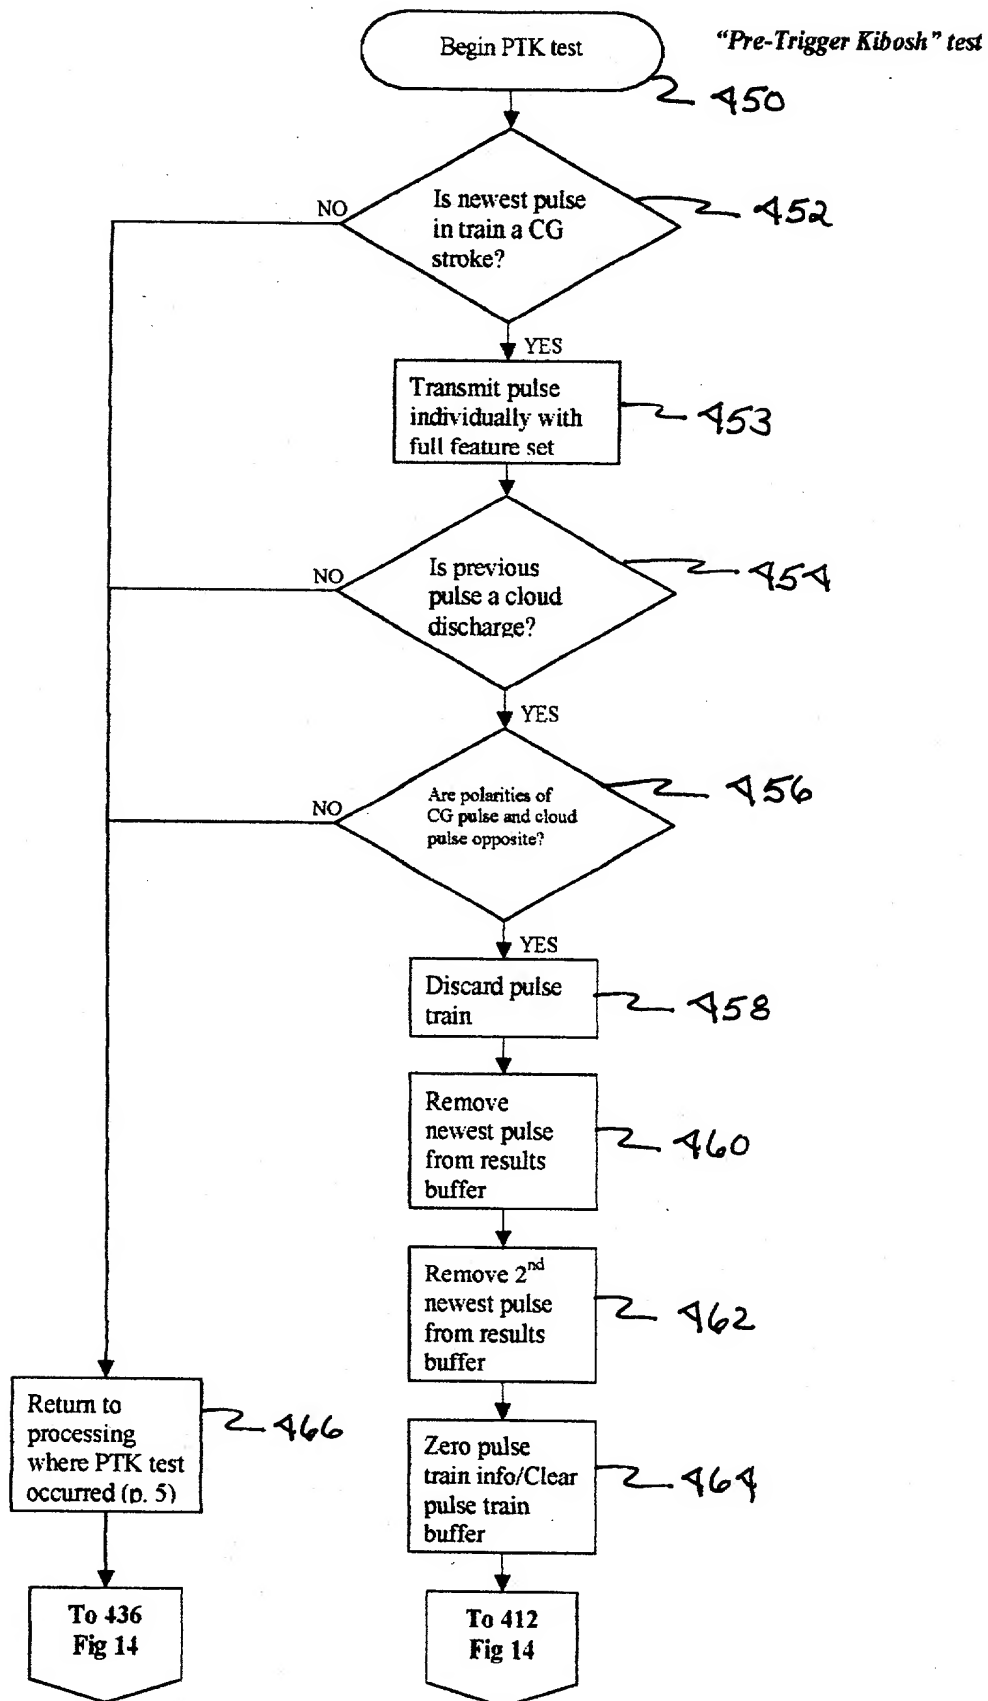 Begin PTK test
"Pre-Trigger Kibosh" test
450
Is newest pulse
in train a CG
stroke?
452
NO
YES
Transmit pulse
individually with
full feature set
453
Is previous
pulse a cloud
discharge?
454
NO
YES
Are polarities of
CG pulse and cloud
pulse opposite?
456
NO
YES
Discard pulse
train
458
Remove
newest pulse
from results
buffer
460
Remove 2nd
newest pulse
from results
buffer
462
Return to
processing
where PTK test
occurred (p. 5)
466
Zero pulse
train info/Clear
pulse train
buffer
464
To 436
Fig 14
To 412
Fig 14